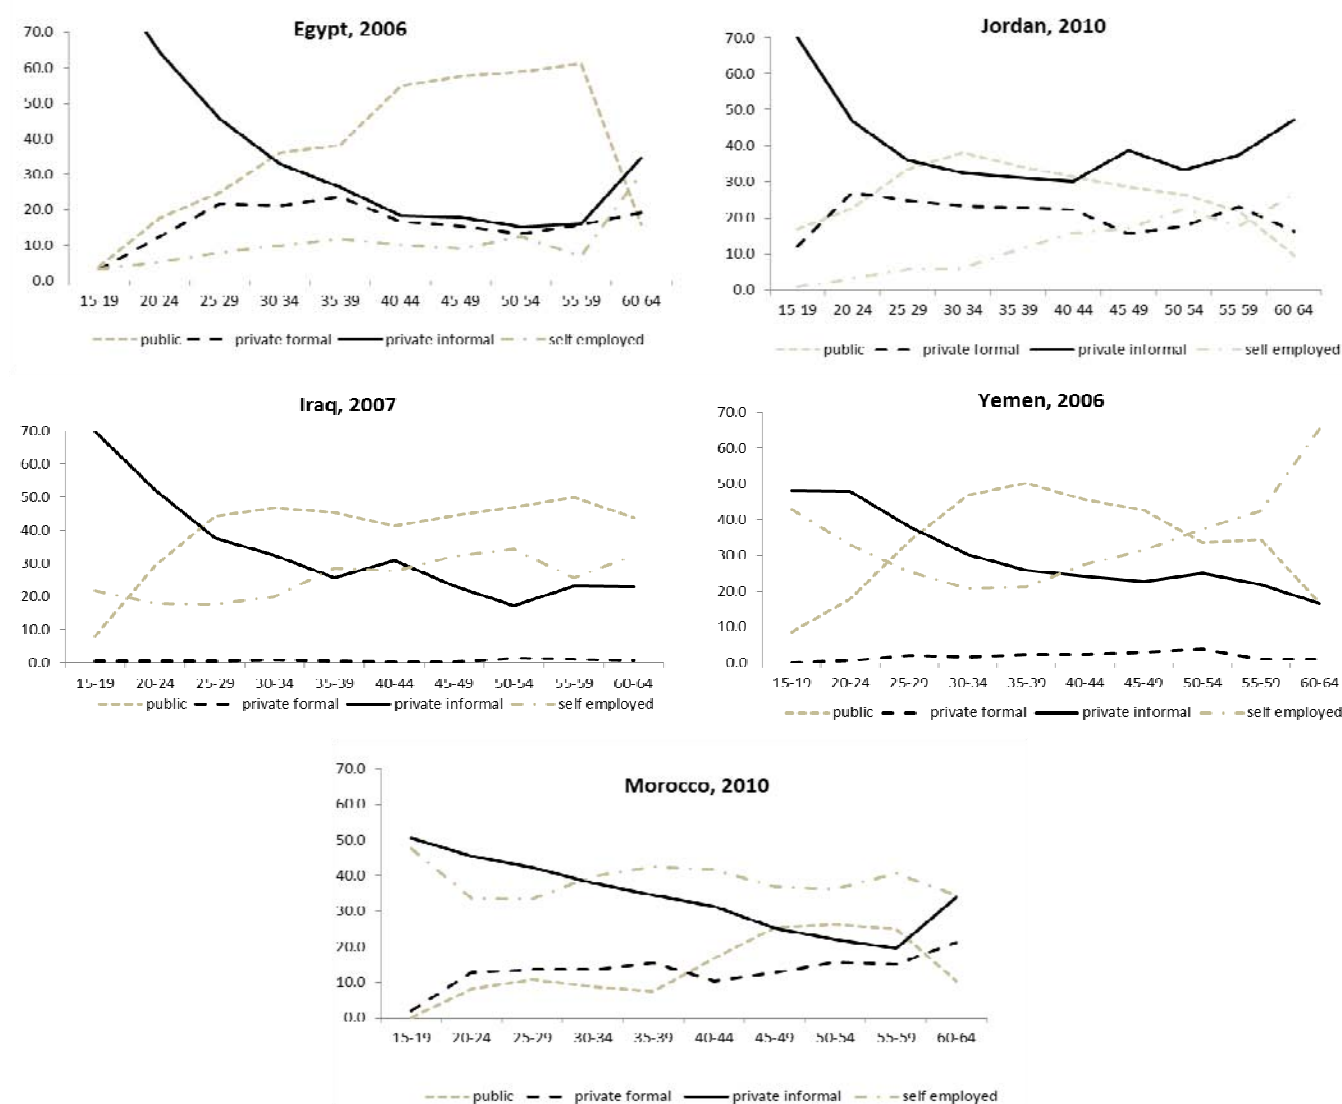 Egypt, 2006
70.0
60.0
50.0
40.0
30.0
20.0
10.0
0.0
15 19 20 24 25 29 30 34 35 39 40 44 45 49 50 54 55 59 60 64
public private formal private informal self employed
Jordan, 2010
70.0
60.0
50.0
40.0
30.0
20.0
10.0
0.0
15 19 20 24 25 29 30 34 35 39 40 44 45 49 50 54 55 59 60 64
public private formal private informal self employed
Iraq, 2007
70.0
60.0
50.0
40.0
30.0
20.0
10.0
0.0
15-19 20-24 25-29 30-34 35-39 40-44 45-49 50-54 55-59 60-64
public private formal private informal self employed
Yemen, 2006
70.0
60.0
50.0
40.0
30.0
20.0
10.0
0.0
15-19 20-24 25-29 30-34 35-39 40-44 45-49 50-54 55-59 60-64
public private formal private informal self employed
Morocco, 2010
70.0
60.0
50.0
40.0
30.0
20.0
10.0
0.0
15-19 20-24 25-29 30-34 35-39 40-44 45-49 50-54 55-59 60-64
public private formal private informal self employed